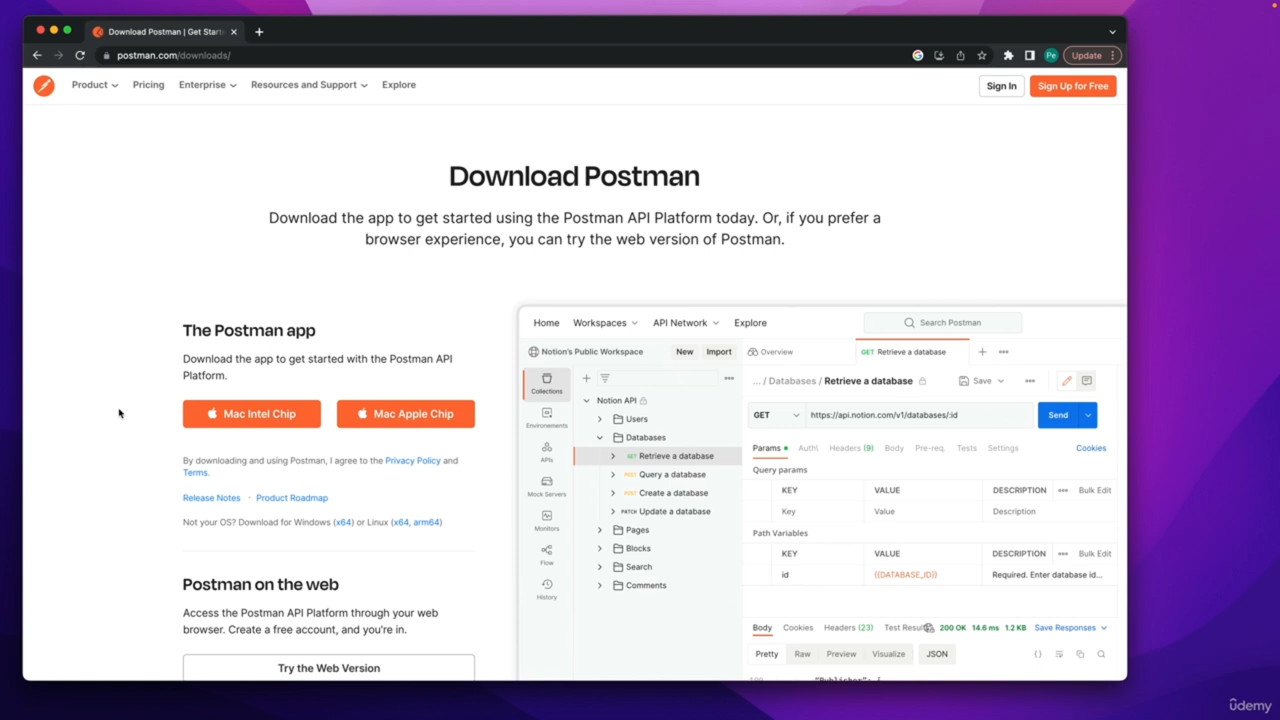 Download Postman | Get Starte
postman.com/downloads/
Pe
Update
Product
Pricing
Enterprise
Resources and Support
Explore
Sign In
Sign Up for Free
Download Postman
Download the app to get started using the Postman API Platform today. Or, if you prefer a
browser experience, you can try the web version of Postman.
The Postman app
Download the app to get started with the Postman API
Platform.
Mac Intel Chip
Mac Apple Chip
By downloading and using Postman, I agree to the Privacy Policy and
Terms.
Release Notes · Product Roadmap
Not your OS? Download for Windows (x64) or Linux (x64, arm64)
Postman on the web
Access the Postman API Platform through your web
browser. Create a free account, and you're in.
Try the Web Version
Home
Workspaces
API Network
Explore
Search Postman
Notion's Public Workspace
New
Import
Overview
GET Retrieve a database
Collections
Environments
APIs
Mock Servers
Monitors
Flow
History
Notion API
Users
Databases
GET Retrieve a database
POST Query a database
POST Create a database
PATCH Update a database
Pages
Blocks
Search
Comments
... / Databases / Retrieve a database
Save
GET
https://api.notion.com/v1/databases/:id
Send
Params
Auth
Headers (9)
Body
Pre-req.
Tests
Settings
Cookies
Query params
KEY VALUE DESCRIPTION Bulk Edit
Key Value Description
Path Variables
KEY VALUE DESCRIPTION Bulk Edit
id {{DATABASE_ID}} Required. Enter database id...
Body
Cookies
Headers (23)
Test Result
200 OK 14.6 ms 1.2 KB
Save Responses
Pretty
Raw
Preview
Visualize
JSON
"Publisher": {
udemy